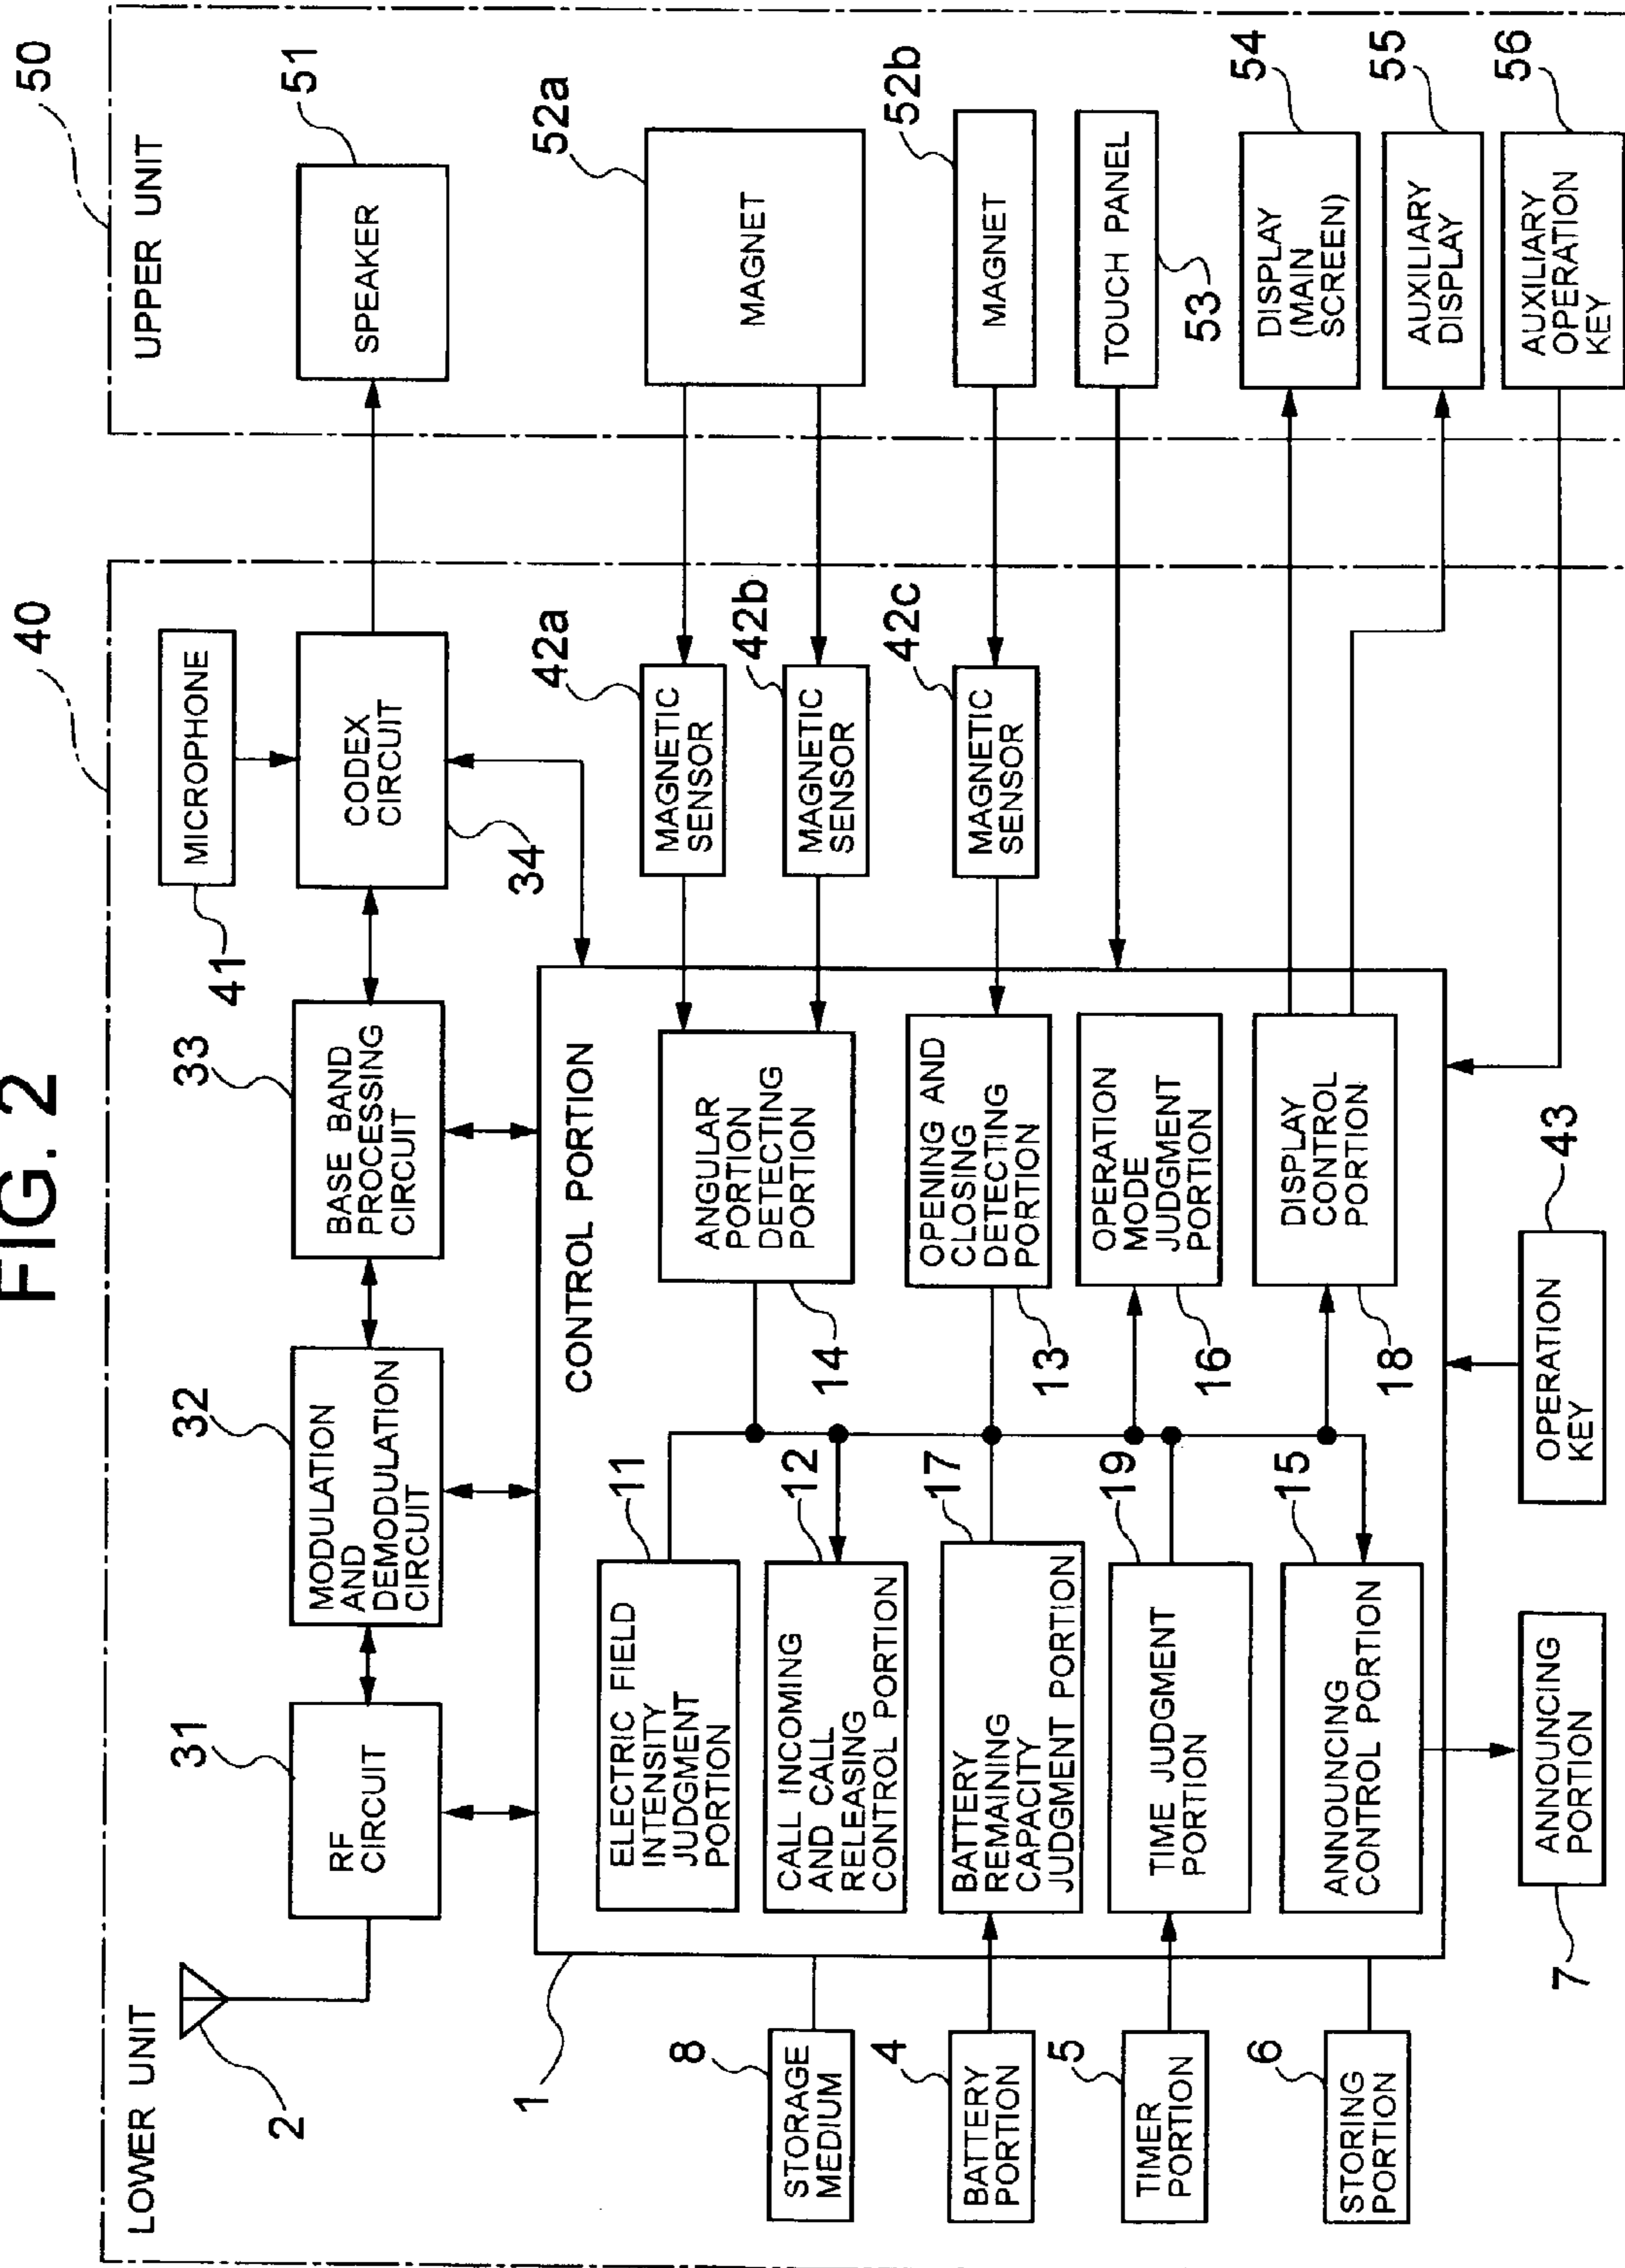 FIG. 2
LOWER UNIT
40
UPPER UNIT
50
2
31
RF
CIRCUIT
32
MODULATION
AND
DEMODULATION
CIRCUIT
33
BASE BAND
PROCESSING
CIRCUIT
41
MICROPHONE
CODEX
CIRCUIT
34
51
SPEAKER
1
CONTROL PORTION
11
ELECTRIC FIELD
INTENSITY
JUDGMENT
PORTION
12
CALL INCOMING
AND CALL
RELEASING
CONTROL PORTION
17
BATTERY
REMAINING
CAPACITY
JUDGMENT PORTION
19
TIME JUDGMENT
PORTION
15
ANNOUNCING
CONTROL PORTION
ANGULAR
PORTION
DETECTING
PORTION
14
OPENING AND
CLOSING
DETECTING
PORTION
13
OPERATION
MODE
JUDGMENT
PORTION
16
DISPLAY
CONTROL
PORTION
18
42a
MAGNETIC
SENSOR
42b
MAGNETIC
SENSOR
42c
MAGNETIC
SENSOR
52a
MAGNET
52b
MAGNET
TOUCH PANEL
53
54
DISPLAY
(MAIN
SCREEN)
55
AUXILIARY
DISPLAY
56
AUXILIARY
OPERATION
KEY
8
STORAGE
MEDIUM
4
BATTERY
PORTION
5
TIMER
PORTION
6
STORING
PORTION
7
ANNOUNCING
PORTION
43
OPERATION
KEY